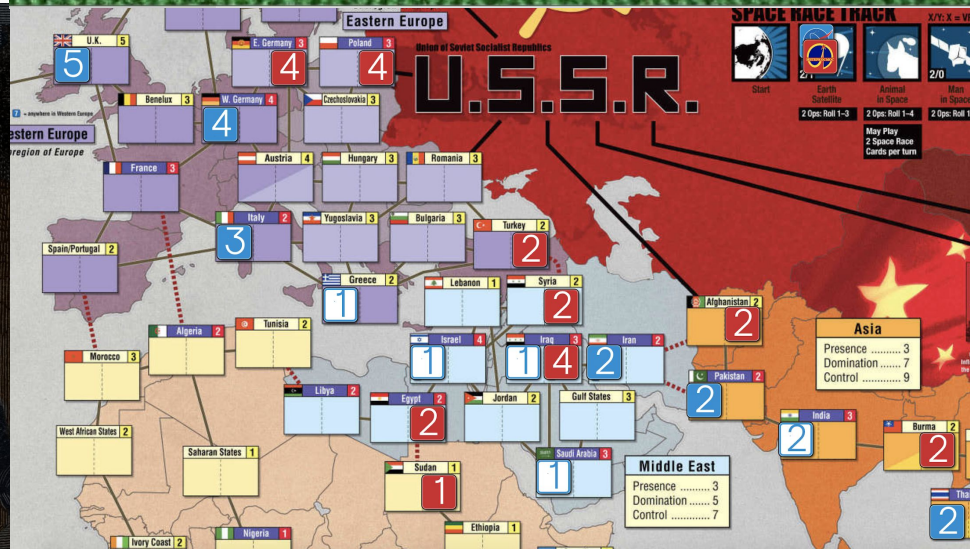 Eastern Europe
SPACE RACE TRACK
X/Y: X = V
U.K. 5
5
E. Germany 3
4
Poland 3
4
Union of Soviet Socialist Republics
U.S.S.R.
Start
2/1
Earth
Satellite
2 Ops: Roll 1-3
Animal
in Space
2 Ops: Roll 1-4
May Play
2 Space Race
Cards per turn
2/0
Man
in Space
2 Ops: Roll 1
Benelux 3
W. Germany 4
4
Czechoslovakia 3
7 = anywhere in Western Europe
estern Europe
region of Europe
France 3
Austria 4
Hungary 3
Romania 3
Italy 2
3
Yugoslavia 3
Bulgaria 3
Turkey 2
2
Spain/Portugal 2
Greece 2
1
Lebanon 1
Syria 2
2
Afghanistan 2
2
Asia
Presence .......... 3
Domination ....... 7
Control .............. 9
Algeria 2
Tunisia 2
Morocco 3
Israel 4
1
Iraq 3
1 4
Iran 2
2
Pakistan 2
2
Libya 2
Egypt 2
2
Jordan 2
Gulf States 3
India 3
2
Burma 2
2
West African States 2
Saharan States 1
Sudan 1
1
Saudi Arabia 3
1
Middle East
Presence .......... 3
Domination ....... 5
Control ............. 7
Tha
2
Ivory Coast 2
Nigeria 1
Ethiopia 1